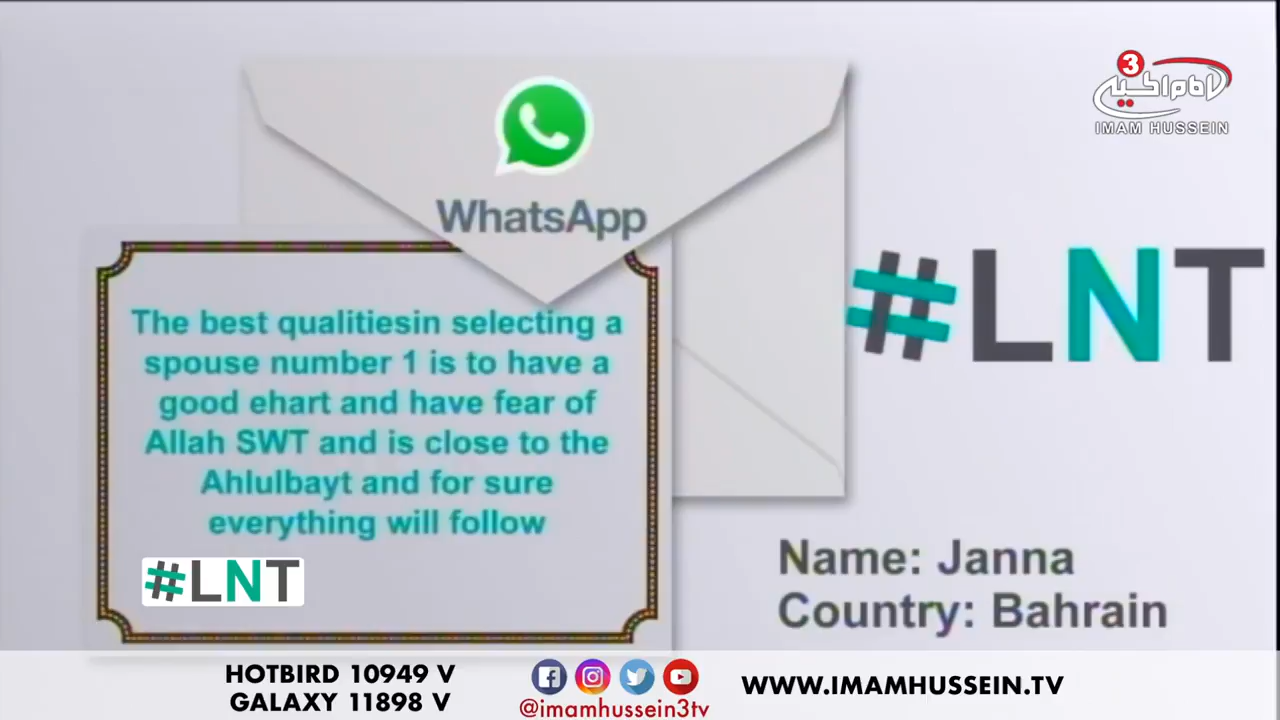 3
IMAM HUSSEIN
WhatsApp
#LNT
The best qualitiesin selecting a
spouse number 1 is to have a
good ehart and have fear of
Allah SWT and is close to the
Ahlulbayt and for sure
everything will follow
#LNT
Name: Janna
Country: Bahrain
HOTBIRD 10949 V
GALAXY 11898 V
@imamhussein3tv
WWW.IMAMHUSSEIN.TV